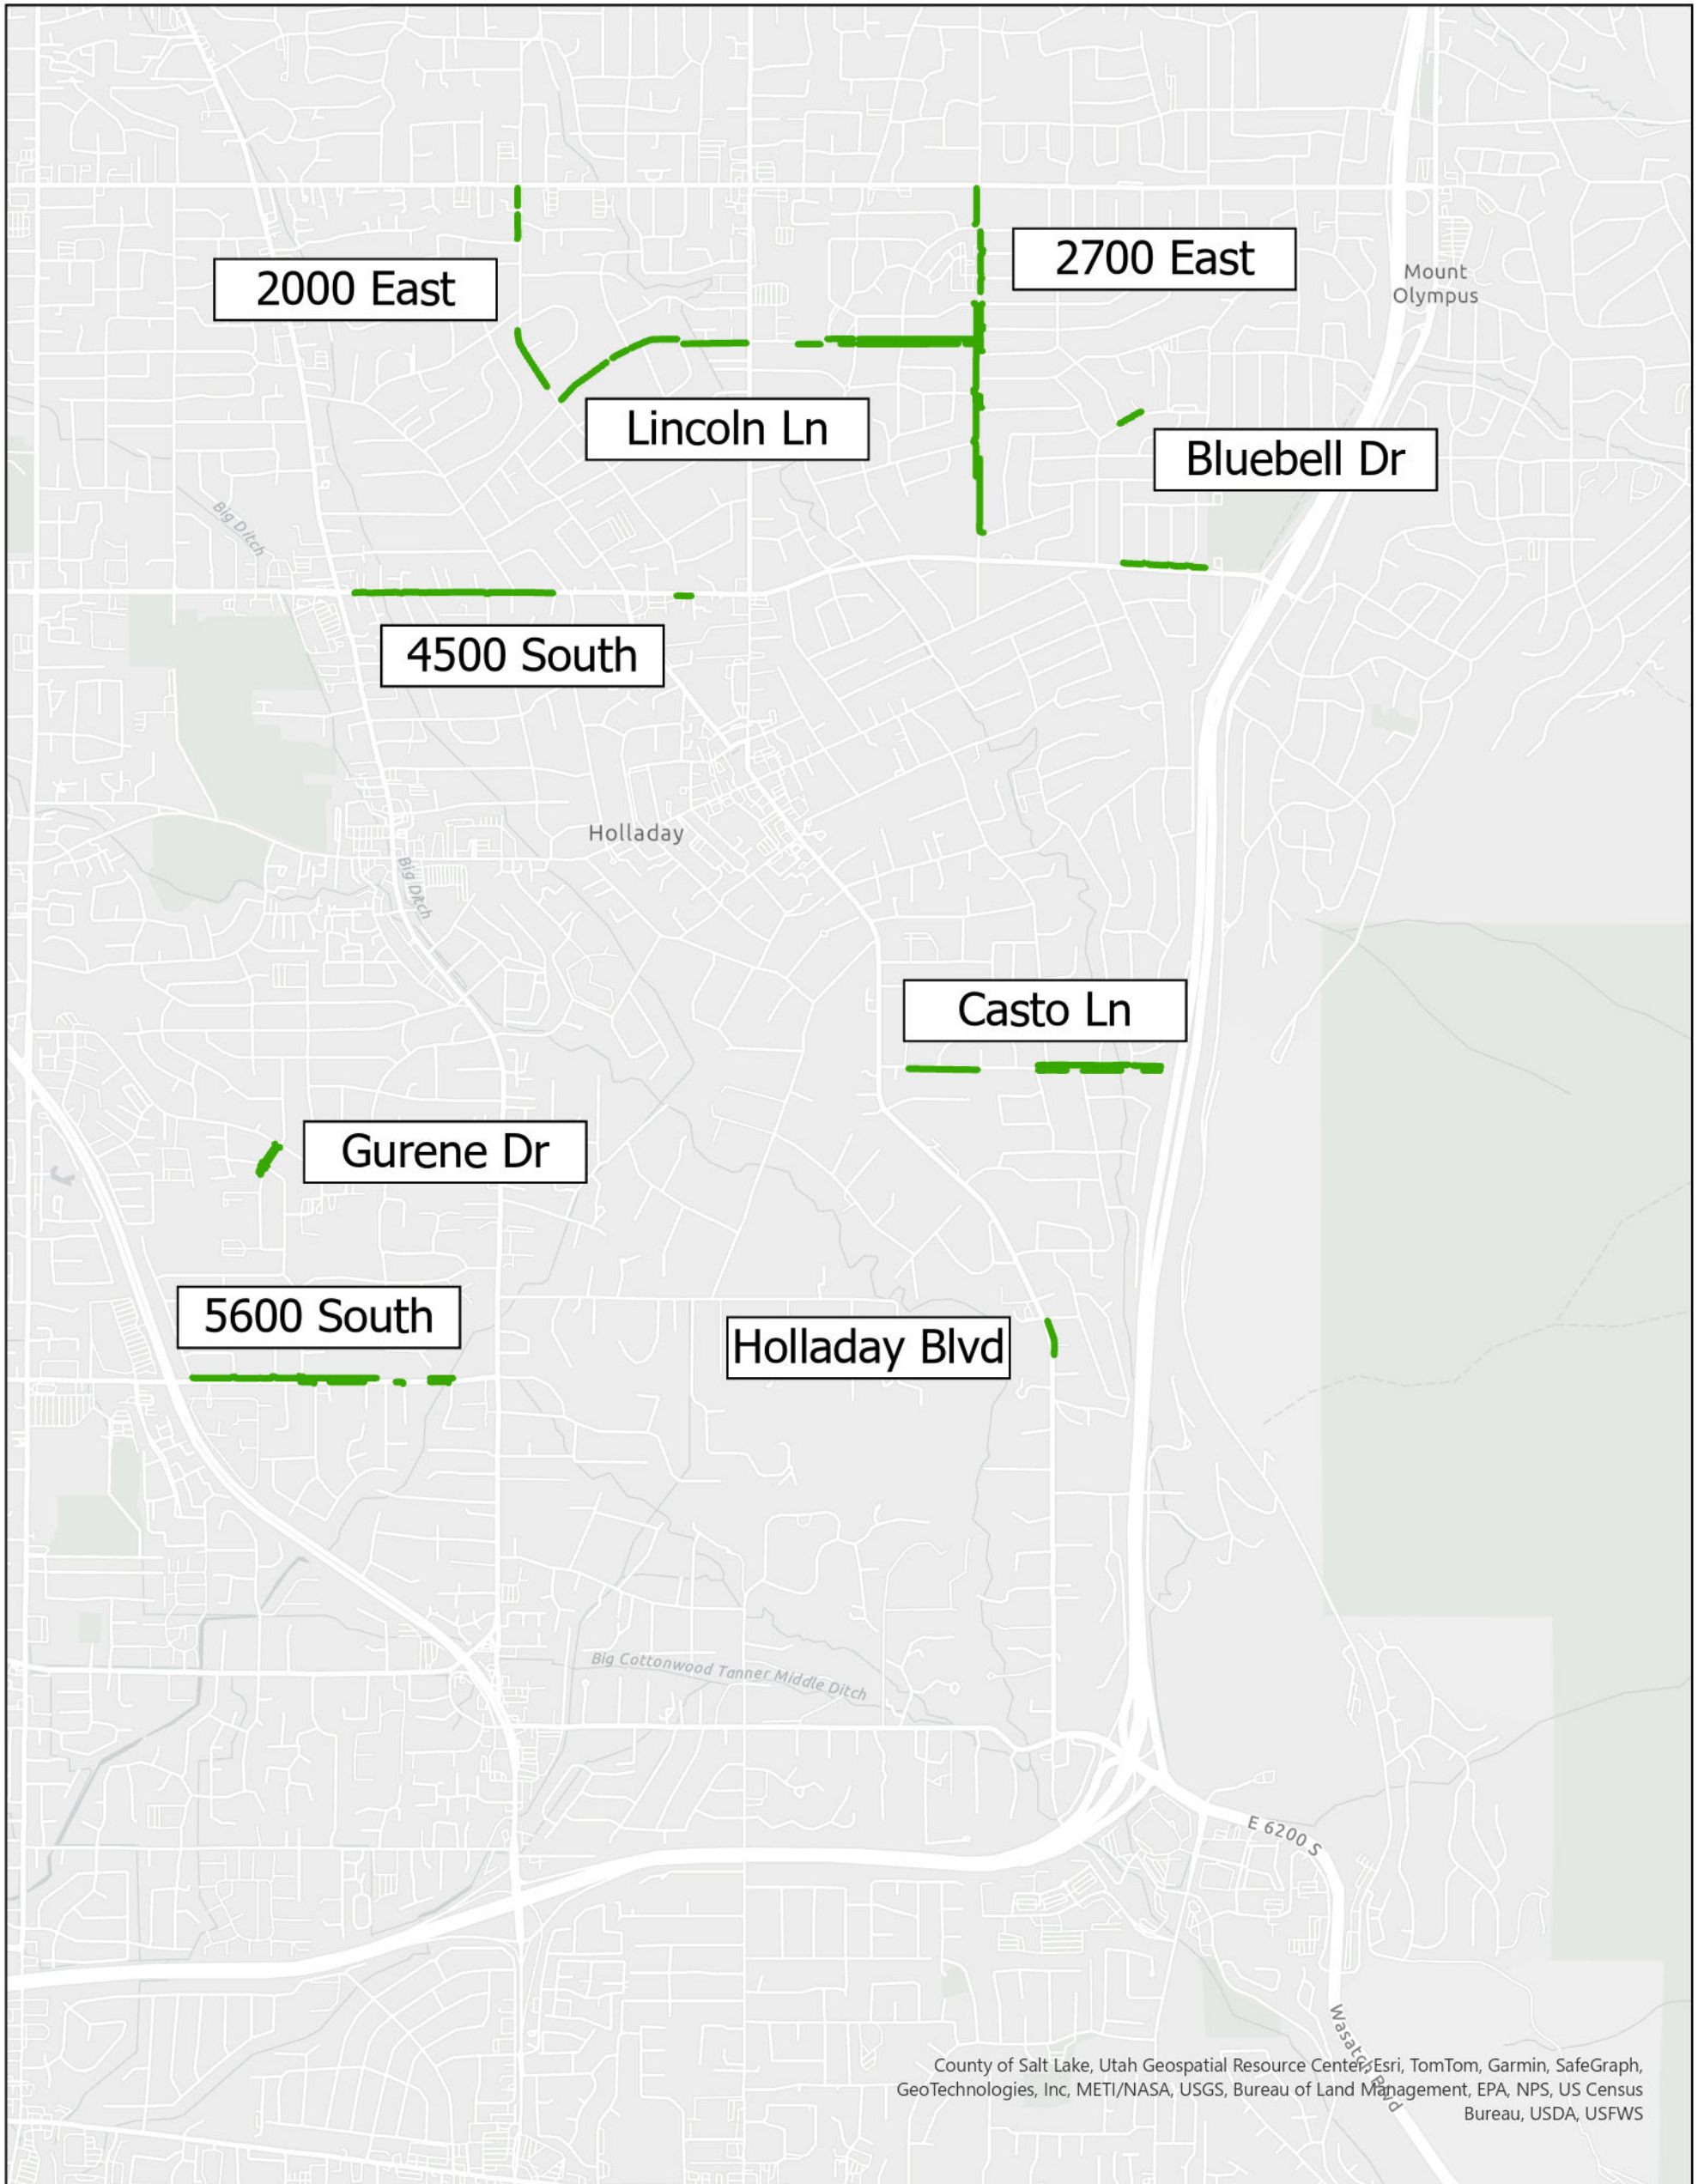 2700 East
2000 East
Mount
Olympus
Lincoln Ln
Bluebell Dr
Big Ditch
4500 South
Holladay
Big Ditch
Casto Ln
Gurene Dr
5600 South
Holladay Blvd
Big Cottonwood Tanner Middle Ditch
E 6200 S
Wasatch Blvd
County of Salt Lake, Utah Geospatial Resource Center, Esri, TomTom, Garmin, SafeGraph,
GeoTechnologies, Inc, METI/NASA, USGS, Bureau of Land Management, EPA, NPS, US Census
Bureau, USDA, USFWS